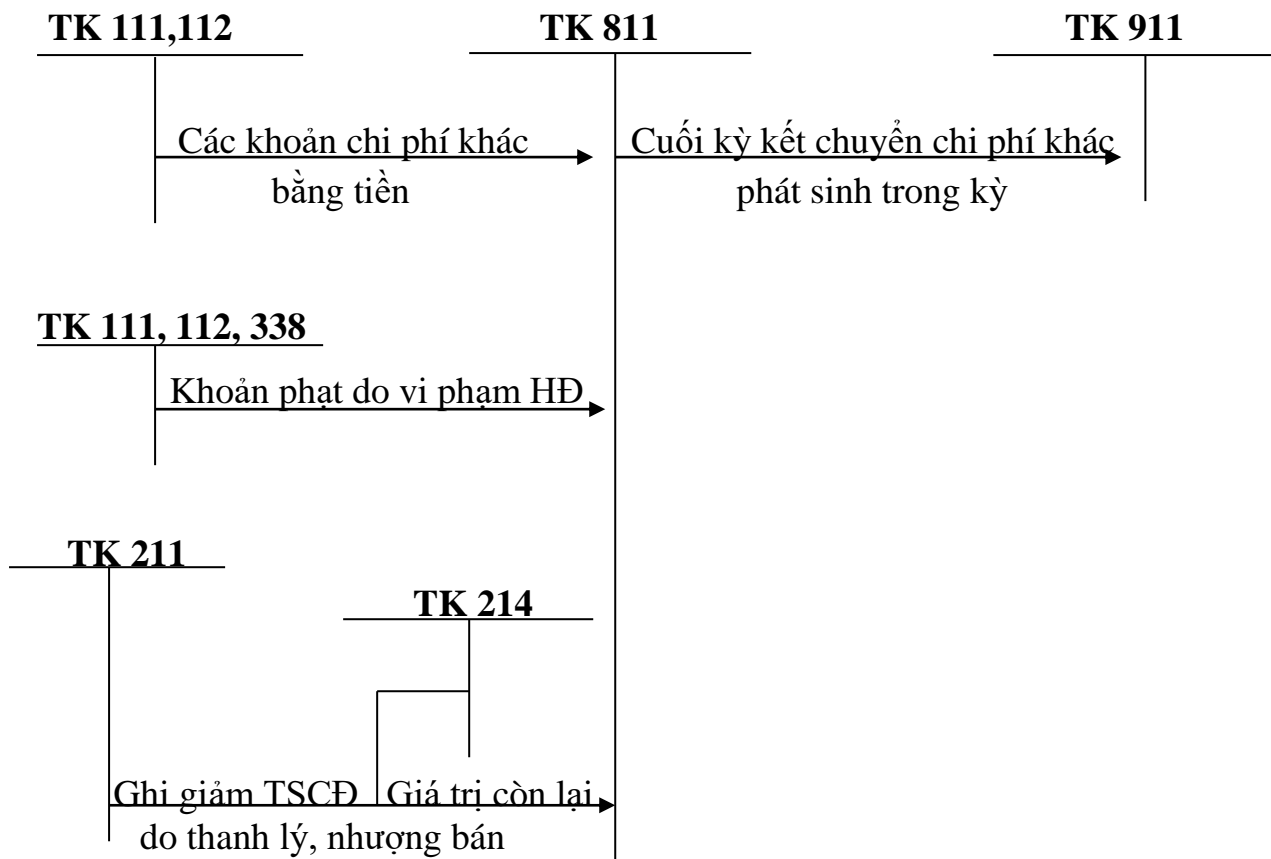 TK 111,112
TK 811
TK 911
Các khoản chi phí khác
bằng tiền
Cuối kỳ kết chuyển chi phí khác
phát sinh trong kỳ
TK 111, 112, 338
Khoản phạt do vi phạm HĐ
TK 211
TK 214
Ghi giảm TSCĐ
do thanh lý, nhượng bán
Giá trị còn lại